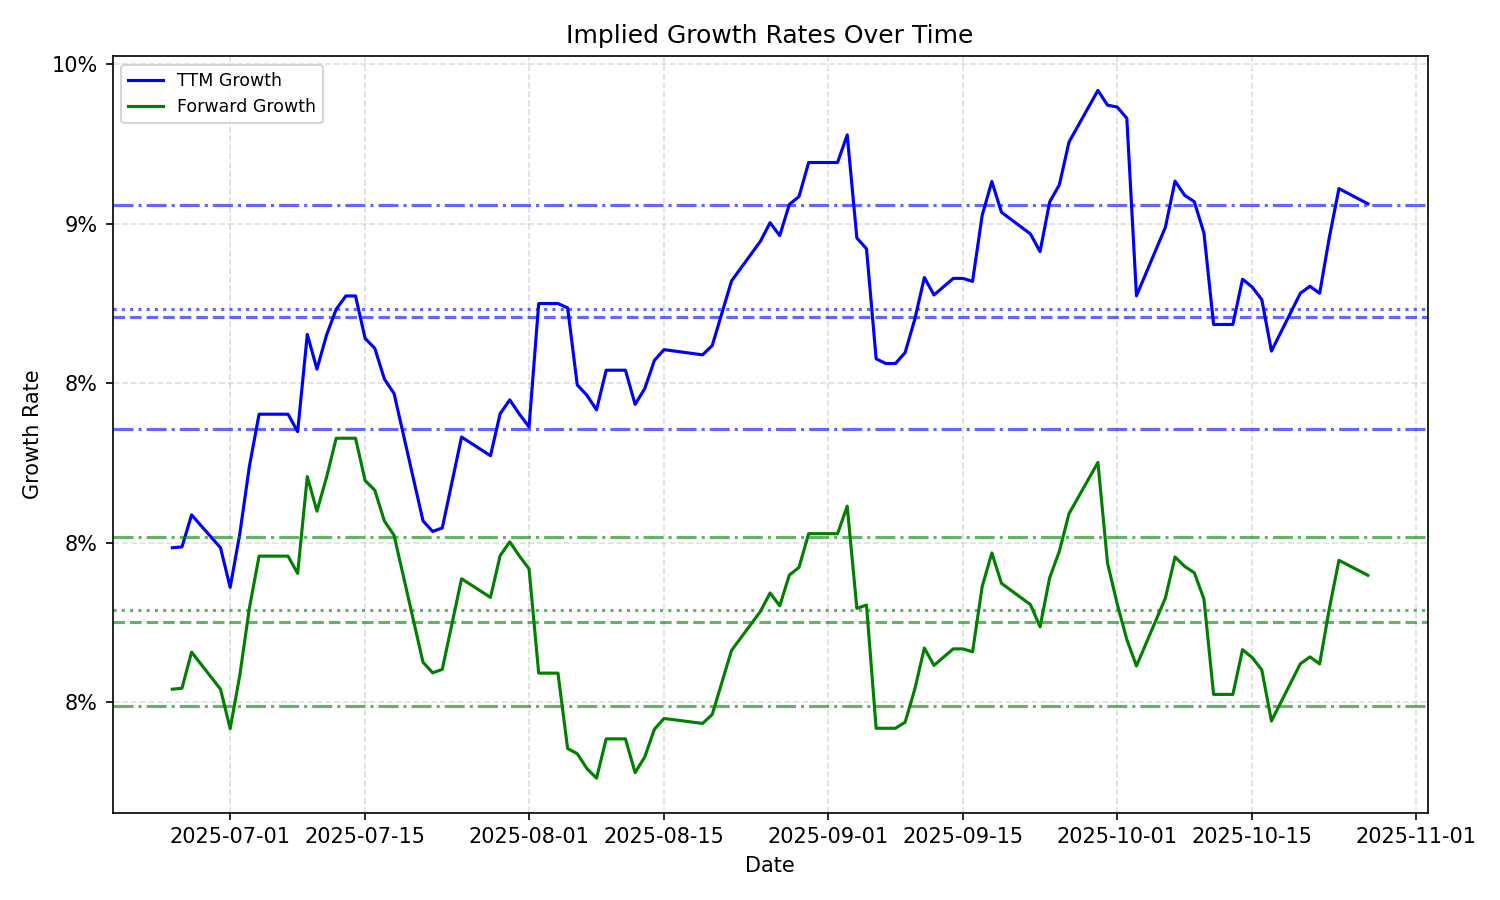 Implied Growth Rates Over Time
TTM Growth
Forward Growth
10%
9%
8%
8%
8%
Growth Rate
2025-07-01 2025-07-15 2025-08-01 2025-08-15 2025-09-01 2025-09-15 2025-10-01 2025-10-15 2025-11-01
Date